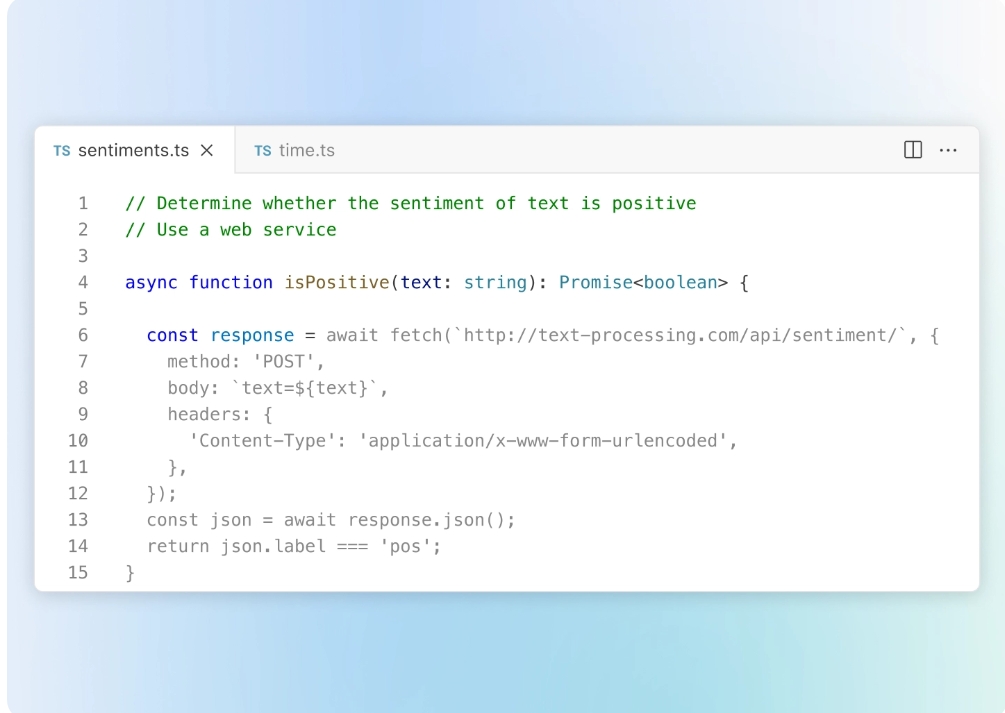 TS sentiments.ts × TS time.ts ...
1 // Determine whether the sentiment of text is positive
2 // Use a web service
3
4 async function isPositive(text: string): Promise<boolean> {
5
6   const response = await fetch(`http://text-processing.com/api/sentiment/`, {
7     method: 'POST',
8     body: `text=${text}`,
9     headers: {
10       'Content-Type': 'application/x-www-form-urlencoded',
11     },
12   });
13   const json = await response.json();
14   return json.label === 'pos';
15 }